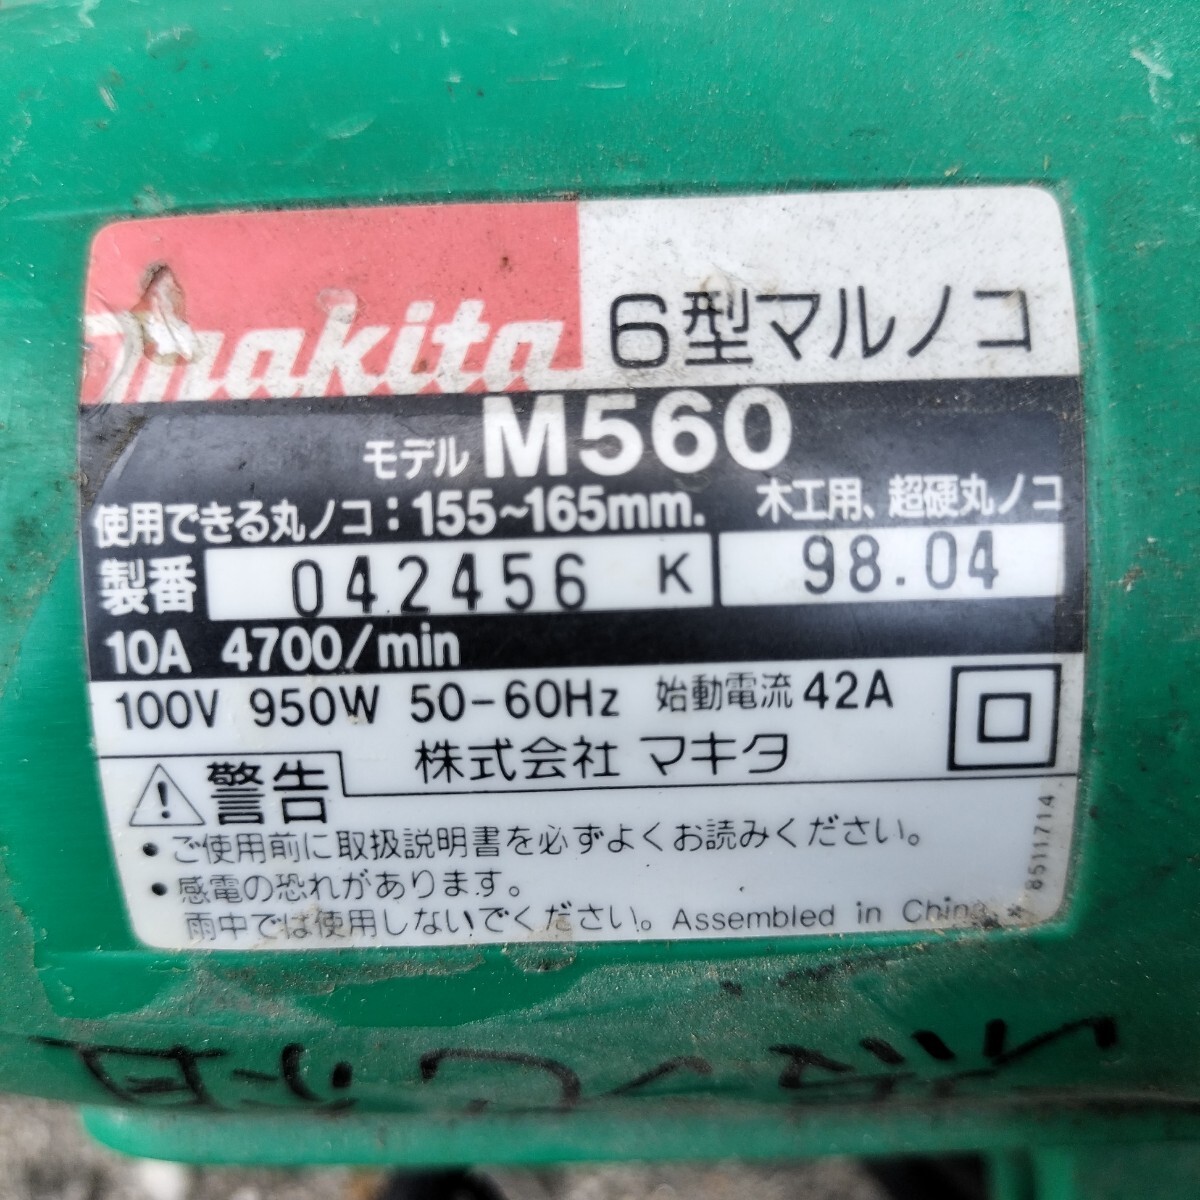 makita 6型マルノコ
モデル M560
使用できる丸ノコ：155~165mm. 木工用、超硬丸ノコ
製番 042456 K 98.04
10A 4700/min
100V 950W 50-60Hz 始動電流 42A
株式会社 マキタ
警告
• ご使用前に取扱説明書を必ずよくお読みください。
• 感電の恐れがあります。
雨中では使用しないでください。Assembled in China *
8511714